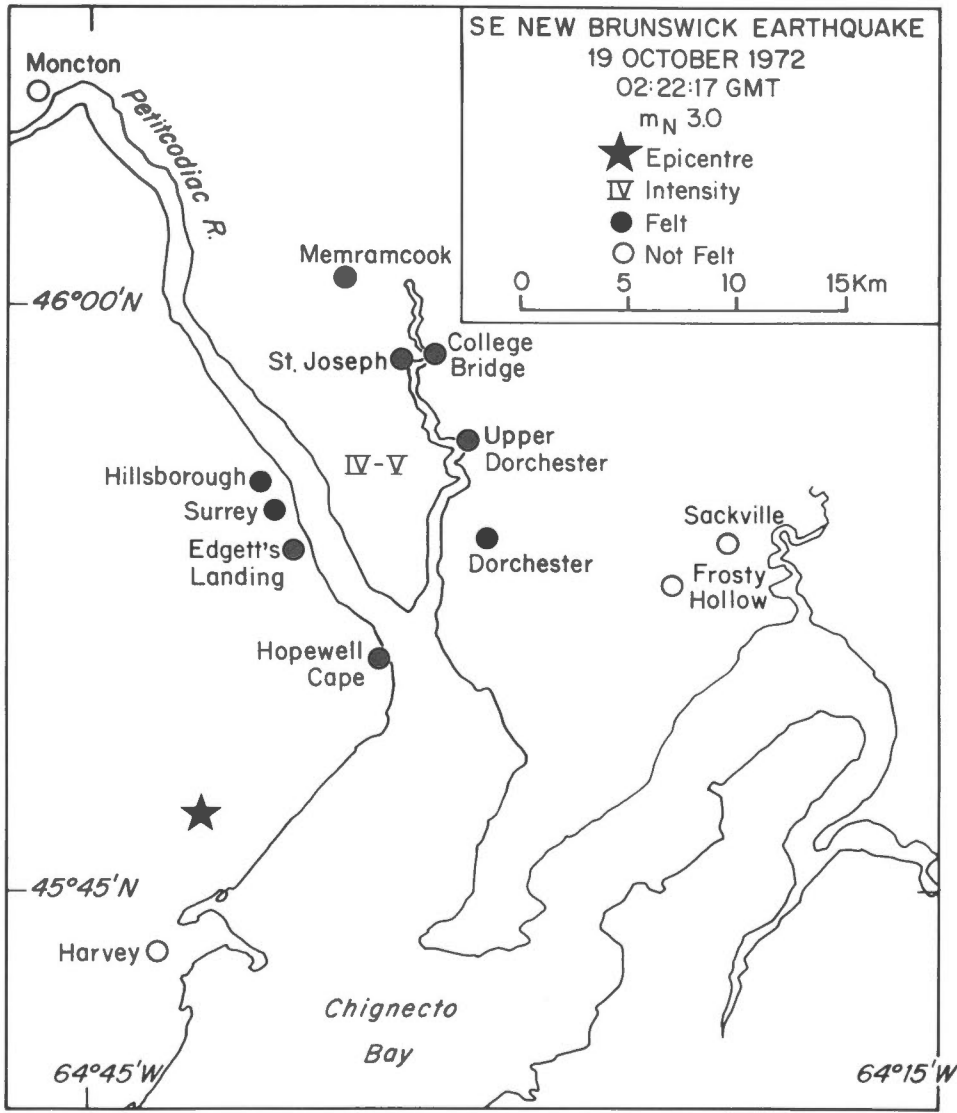 SE NEW BRUNSWICK EARTHQUAKE
19 OCTOBER 1972
02:22:17 GMT
mN 3.0
Epicentre
IV Intensity
Felt
Not Felt
0 5 10 15 Km
Moncton
Petitcodiac R.
Memramcook
46°00'N
St. Joseph
College
Bridge
Upper
Dorchester
IV-V
Hillsborough
Surrey
Edgett's
Landing
Dorchester
Sackville
Frosty
Hollow
Hopewell
Cape
45°45'N
Harvey
Chignecto
Bay
64°45'W
64°15'W